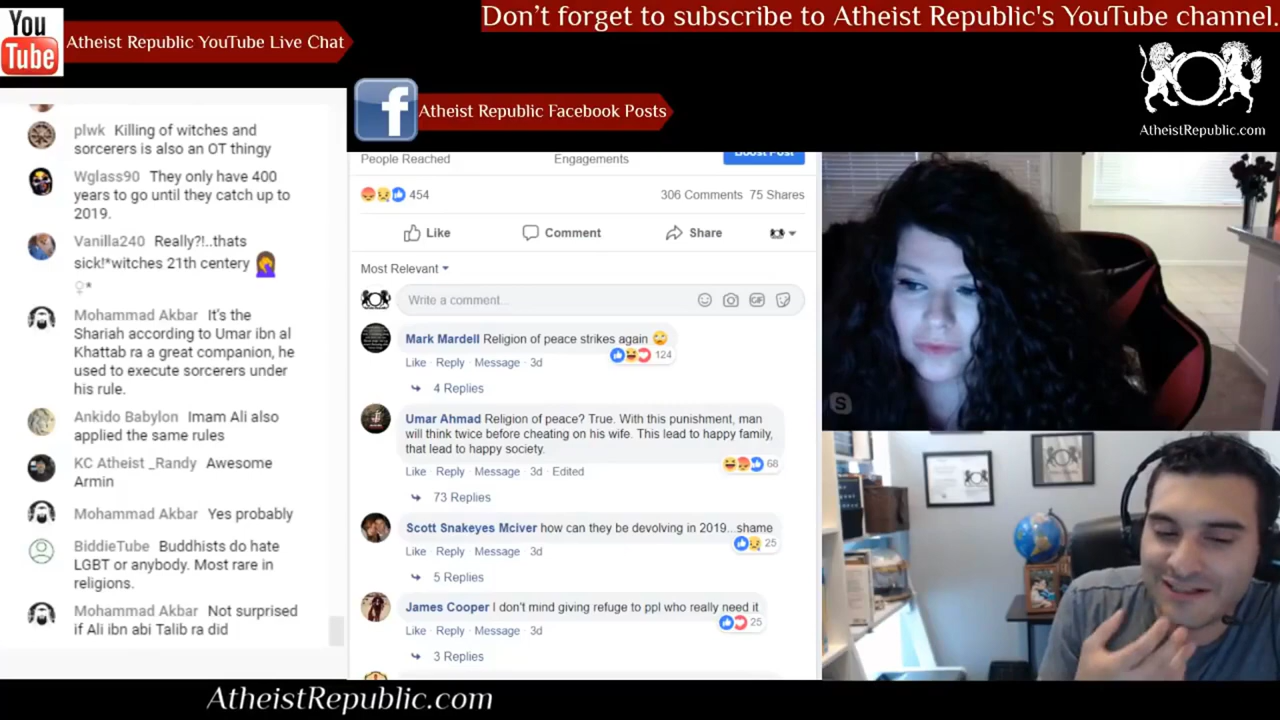 Don't forget to subscribe to Atheist Republic's YouTube channel.
You
Tube
Atheist Republic YouTube Live Chat
Atheist Republic Facebook Posts
AtheistRepublic.com
plwk Killing of witches and
sorcerers is also an OT thingy
Wglass90 They only have 400
years to go until they catch up to
2019.
Vanilla240 Really?!..thats
sick!*witches 21th centery 🤦
♀*
Mohammad Akbar It's the
Shariah according to Umar ibn al
Khattab ra a great companion, he
used to execute sorcerers under
his rule.
Ankido Babylon Imam Ali also
applied the same rules
KC Atheist _Randy Awesome
Armin
Mohammad Akbar Yes probably
BiddieTube Buddhists do hate
LGBT or anybody. Most rare in
religions.
Mohammad Akbar Not surprised
if Ali ibn abi Talib ra did
People Reached Engagements Boost Post
454 306 Comments 75 Shares
Like Comment Share
Most Relevant
Write a comment... GIF
Mark Mardell Religion of peace strikes again 🙄
124
Like · Reply · Message · 3d
4 Replies
Umar Ahmad Religion of peace? True. With this punishment, man
will think twice before cheating on his wife. This lead to happy family,
that lead to happy society.
68
Like · Reply · Message · 3d · Edited
73 Replies
Scott Snakeyes Mciver how can they be devolving in 2019...shame
25
Like · Reply · Message · 3d
5 Replies
James Cooper I don't mind giving refuge to ppl who really need it
25
Like · Reply · Message · 3d
3 Replies
AtheistRepublic.com